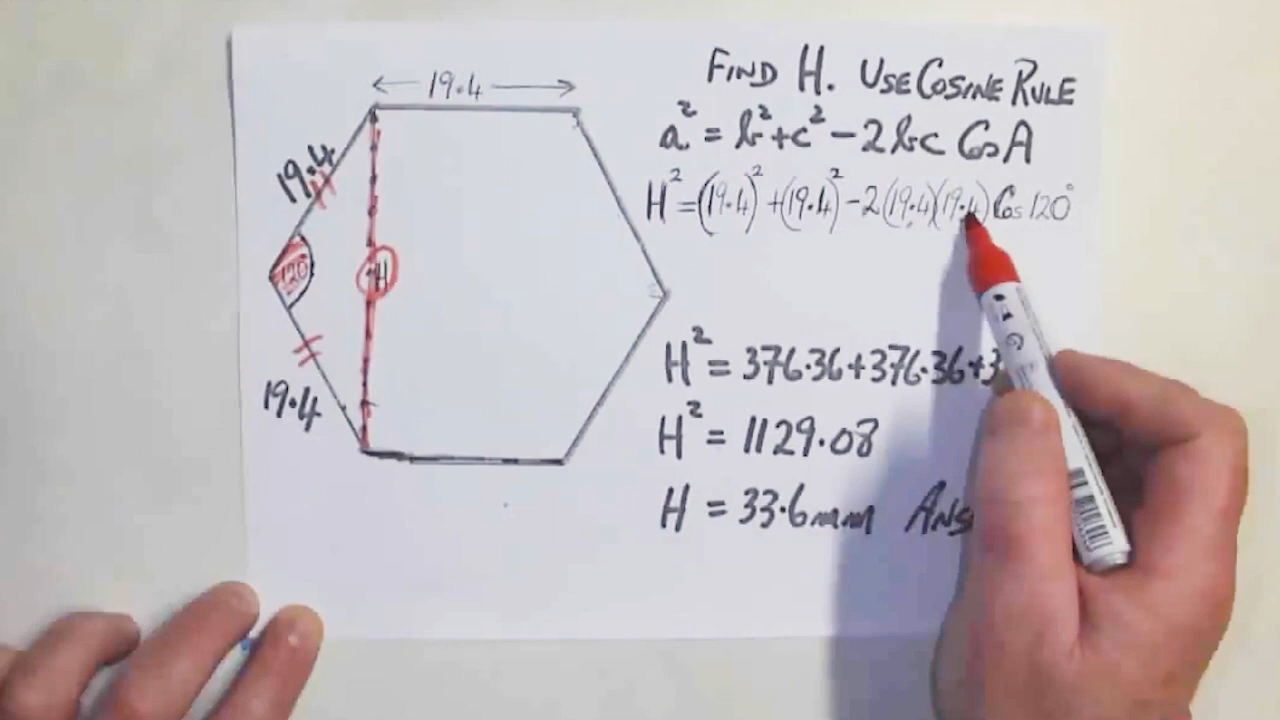 19.4
19.4
120
H
19.4
FIND H. USE COSINE RULE
a² = b² + c² - 2bc Cos A
H² = (19.4)² + (19.4)² - 2(19.4)(19.4) Cos 120°
H² = 376.36 + 376.36 + 3
H² = 1129.08
H = 33.6mm Ans